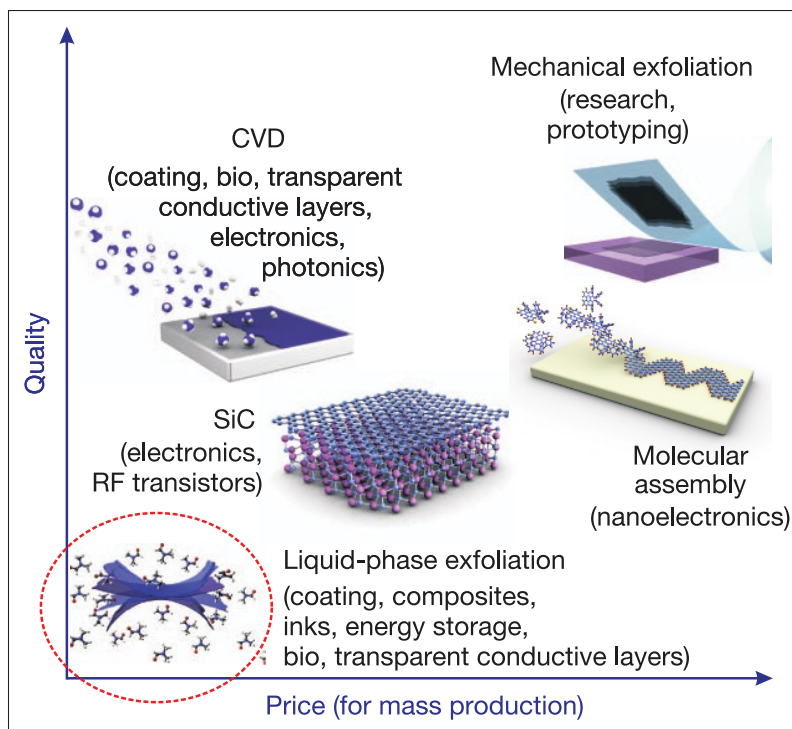 Mechanical exfoliation
(research,
prototyping)
CVD
(coating, bio, transparent
conductive layers,
electronics,
photonics)
Quality
SiC
(electronics,
RF transistors)
Molecular
assembly
(nanoelectronics)
Liquid-phase exfoliation
(coating, composites,
inks, energy storage,
bio, transparent conductive layers)
Price (for mass production)